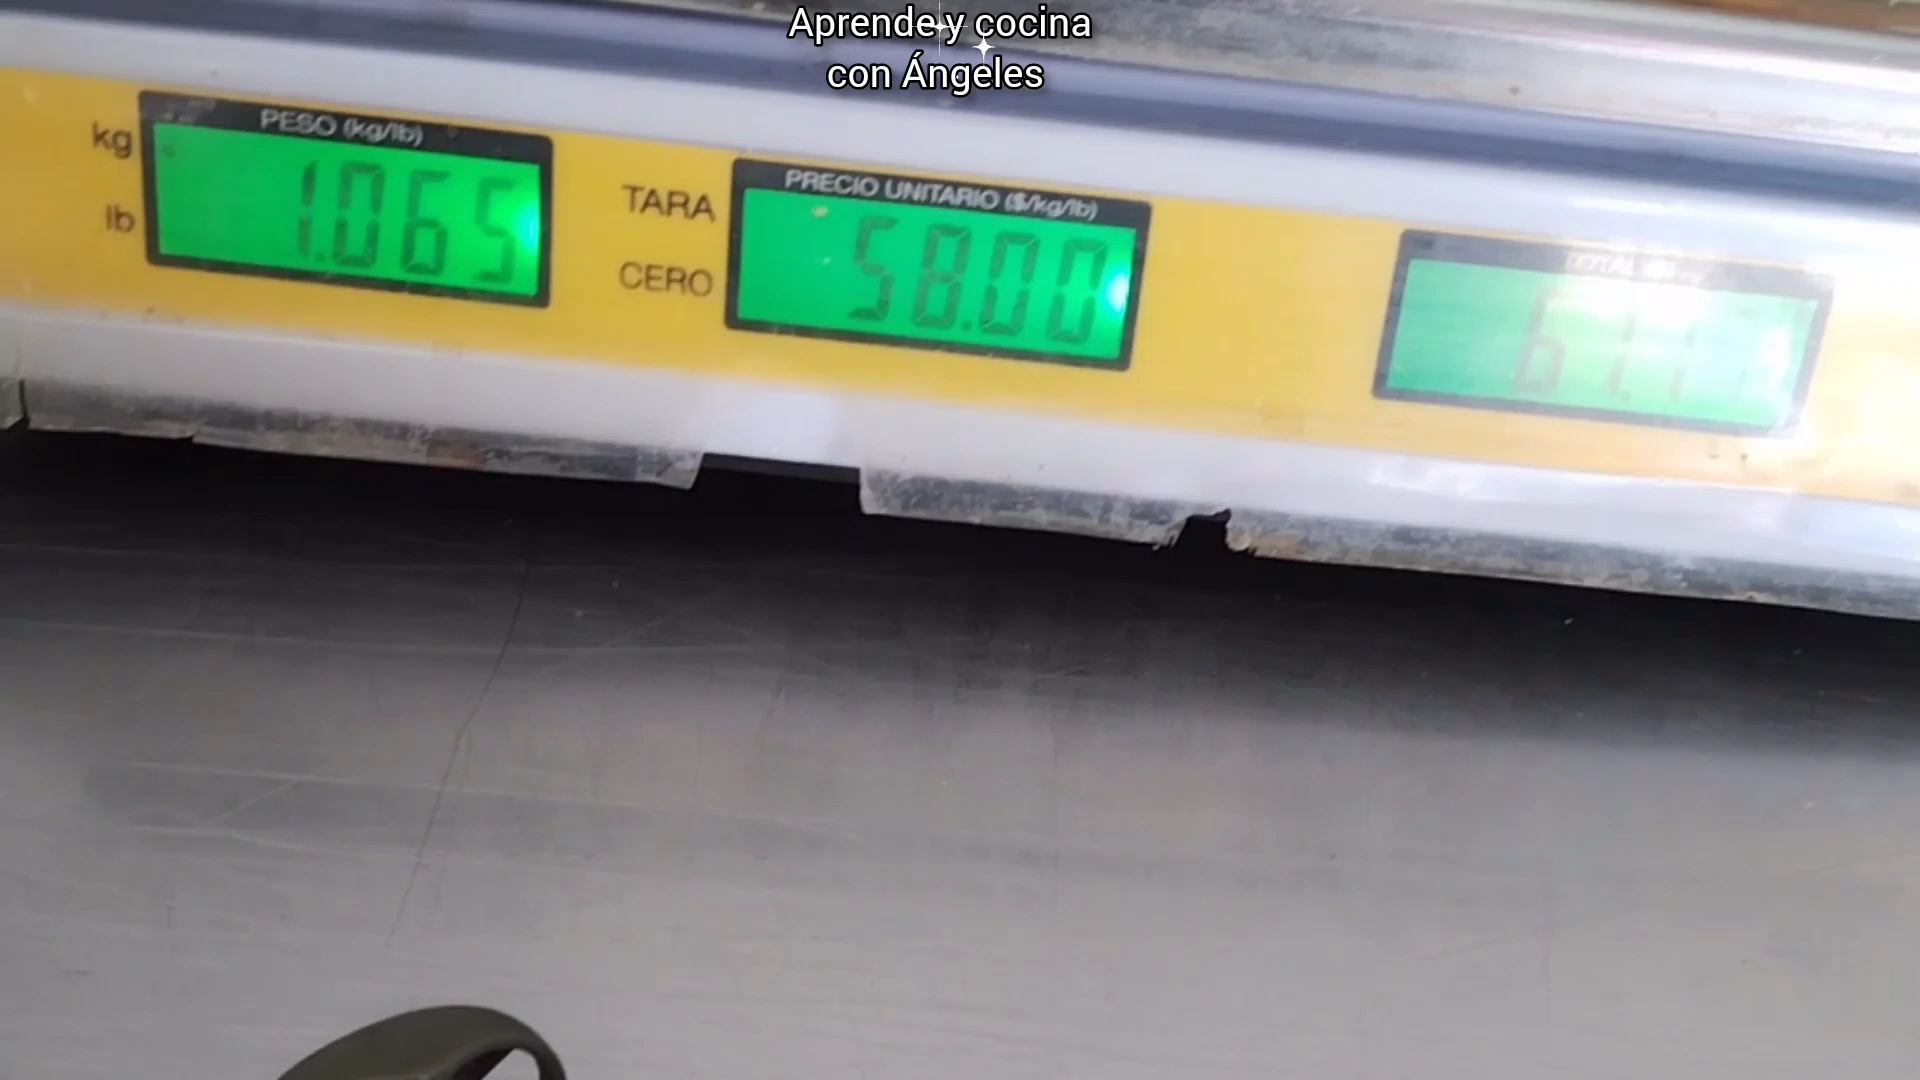 Aprende y cocina
con Ángeles
PESO (kg/lb)
kg
lb
1.065
TARA
CERO
PRECIO UNITARIO ($/kg/lb)
58.00
TOTAL